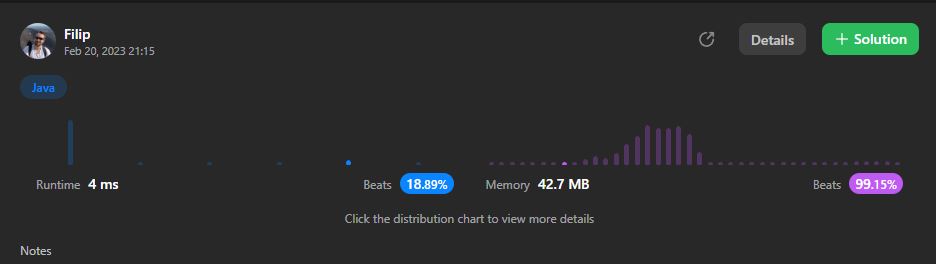 Filip
Feb 20, 2023 21:15
Details
+ Solution
Java
Runtime 4 ms Beats 18.89% Memory 42.7 MB Beats 99.15%
Click the distribution chart to view more details
Notes